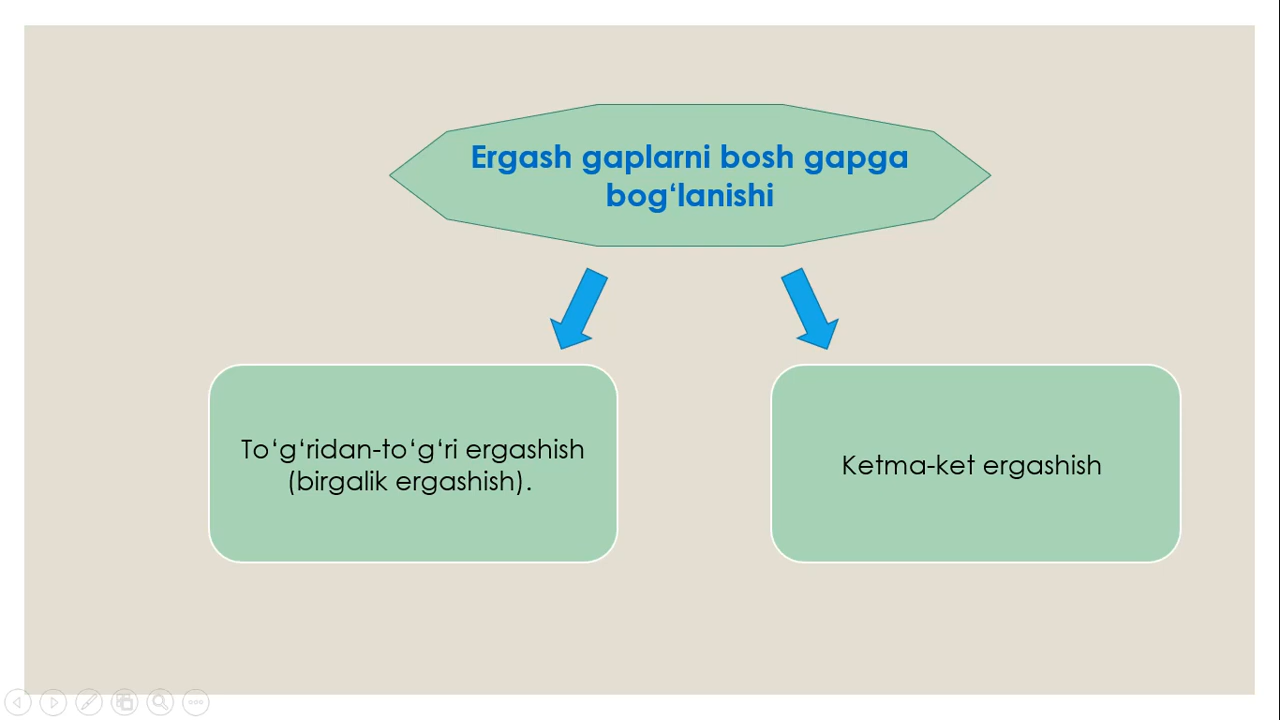 Ergash gaplarni bosh gapga
bog‘lanishi
To‘g‘ridan-to‘g‘ri ergashish
(birgalik ergashish).
Ketma-ket ergashish